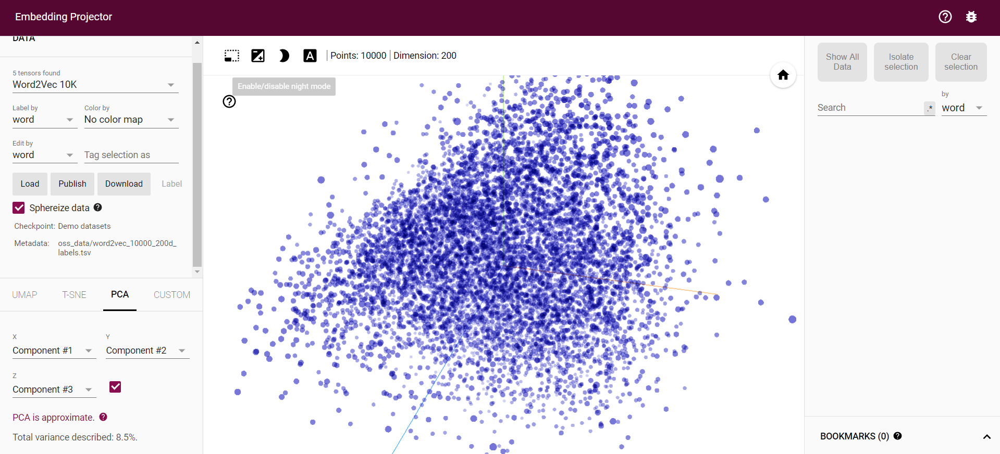 Embedding Projector
DATA
5 tensors found
Word2Vec 10K
Label by
Color by
word
No color map
Edit by
word
Tag selection as
Load
Publish
Download
Label
Sphereize data
Checkpoint: Demo datasets
Metadata: oss_data/word2vec_10000_200d_
labels.tsv
UMAP
T-SNE
PCA
CUSTOM
X
Y
Component #1
Component #2
Z
Component #3
PCA is approximate.
Total variance described: 8.5%.
A
Points: 10000
Dimension: 200
Enable/disable night mode
Show All
Data
Isolate
selection
Clear
selection
by
Search
.*
word
BOOKMARKS (0)